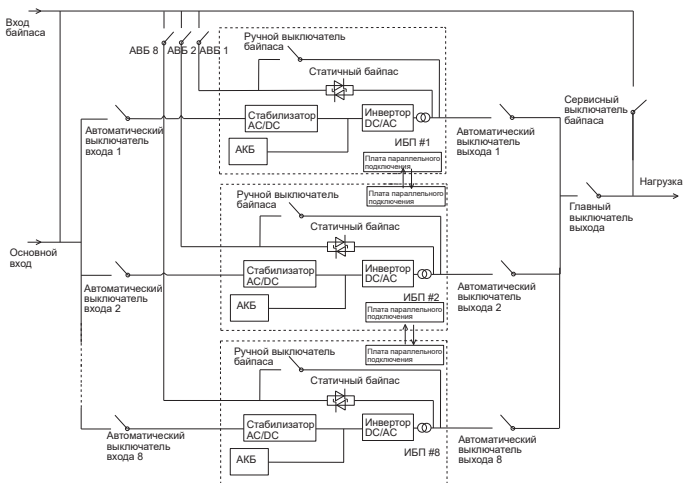 Вход
байпаса
АВБ 8
АВБ 2
АВБ 1
Ручной выключатель
байпаса
Статичный байпас
Стабилизатор
AC/DC
Инвертор
DC/AC
АКБ
ИБП #1
Плата параллельного
подключения
Автоматический
выключатель
входа 1
Автоматический
выключатель
выхода 1
Сервисный
выключатель
байпаса
Нагрузка
Главный
выключатель
выхода
Основной
вход
Плата параллельного
подключения
Ручной выключатель
байпаса
Статичный байпас
Стабилизатор
AC/DC
Инвертор
DC/AC
АКБ
ИБП #2
Плата параллельного
подключения
Автоматический
выключатель
входа 2
Автоматический
выключатель
выхода 2
Плата параллельного
подключения
Ручной выключатель
байпаса
Статичный байпас
Стабилизатор
AC/DC
Инвертор
DC/AC
АКБ
ИБП #8
Автоматический
выключатель
входа 8
Автоматический
выключатель
выхода 8